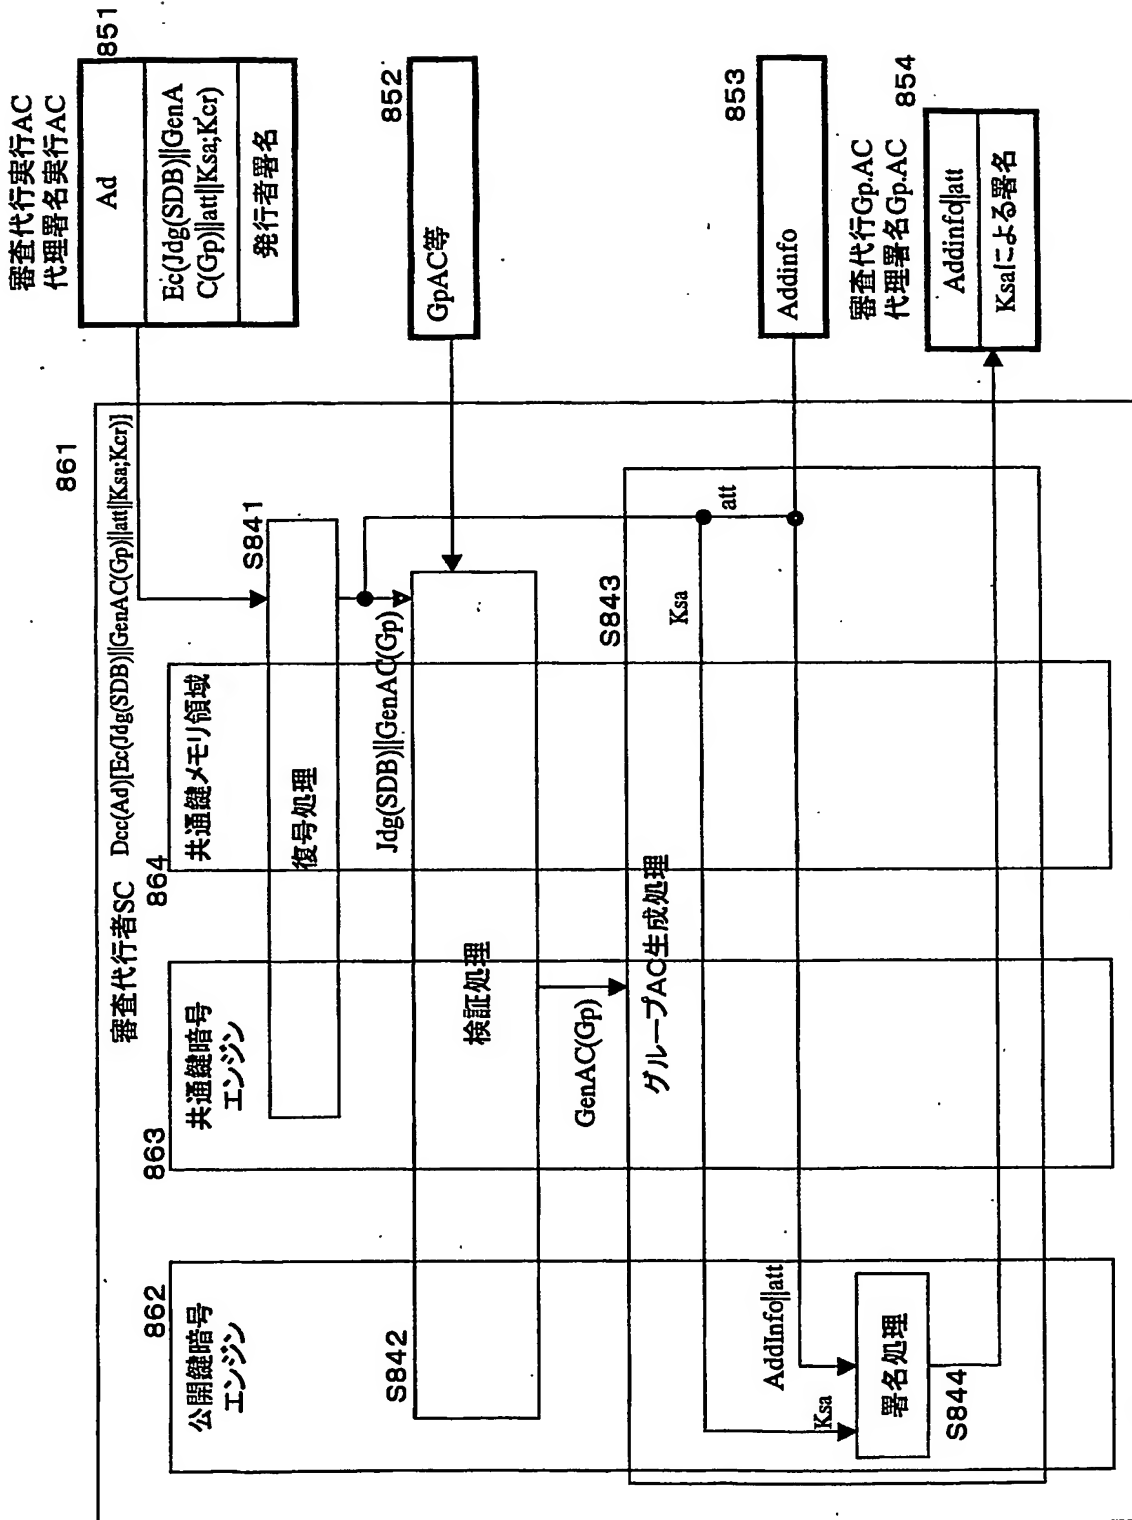 審査代行実行AC
代理署名実行AC
851
Ad
Ec(Jdg(SDB)||GenA
C(Gp)||att||Ksa;Kcr)
発行者署名
852
GpAC等
853
Addinfo
審査代行Gp.AC
代理署名Gp.AC
854
Addinfo||att
Ksaによる署名
861
審査代行者SC Dcc(Ad)[Ec(Jdg(SDB)||GenAC(Gp)||att||Ksa;Kcr)]
862
公開鍵暗号
エンジン
863
共通鍵暗号
エンジン
864
共通鍵メモリ領域
S841
復号処理
Jdg(SDB)||GenAC(Gp)
S842
検証処理
GenAC(Gp)
S843
グループAC生成処理
att
Ksa
AddInfo||att
Ksa
署名処理
S844